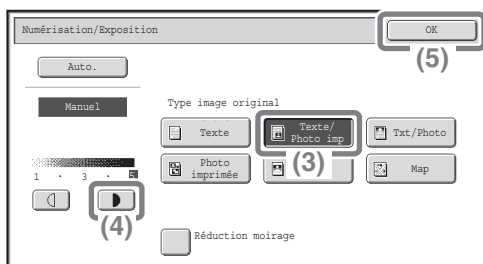 Numérisation/Exposition
OK
(5)
Auto.
Manuel
Type image original
Texte
Texte/
Photo imp
Txt/Photo
Photo
imprimée
(3)
Map
1 · 3 · 5
(4)
Réduction moirage